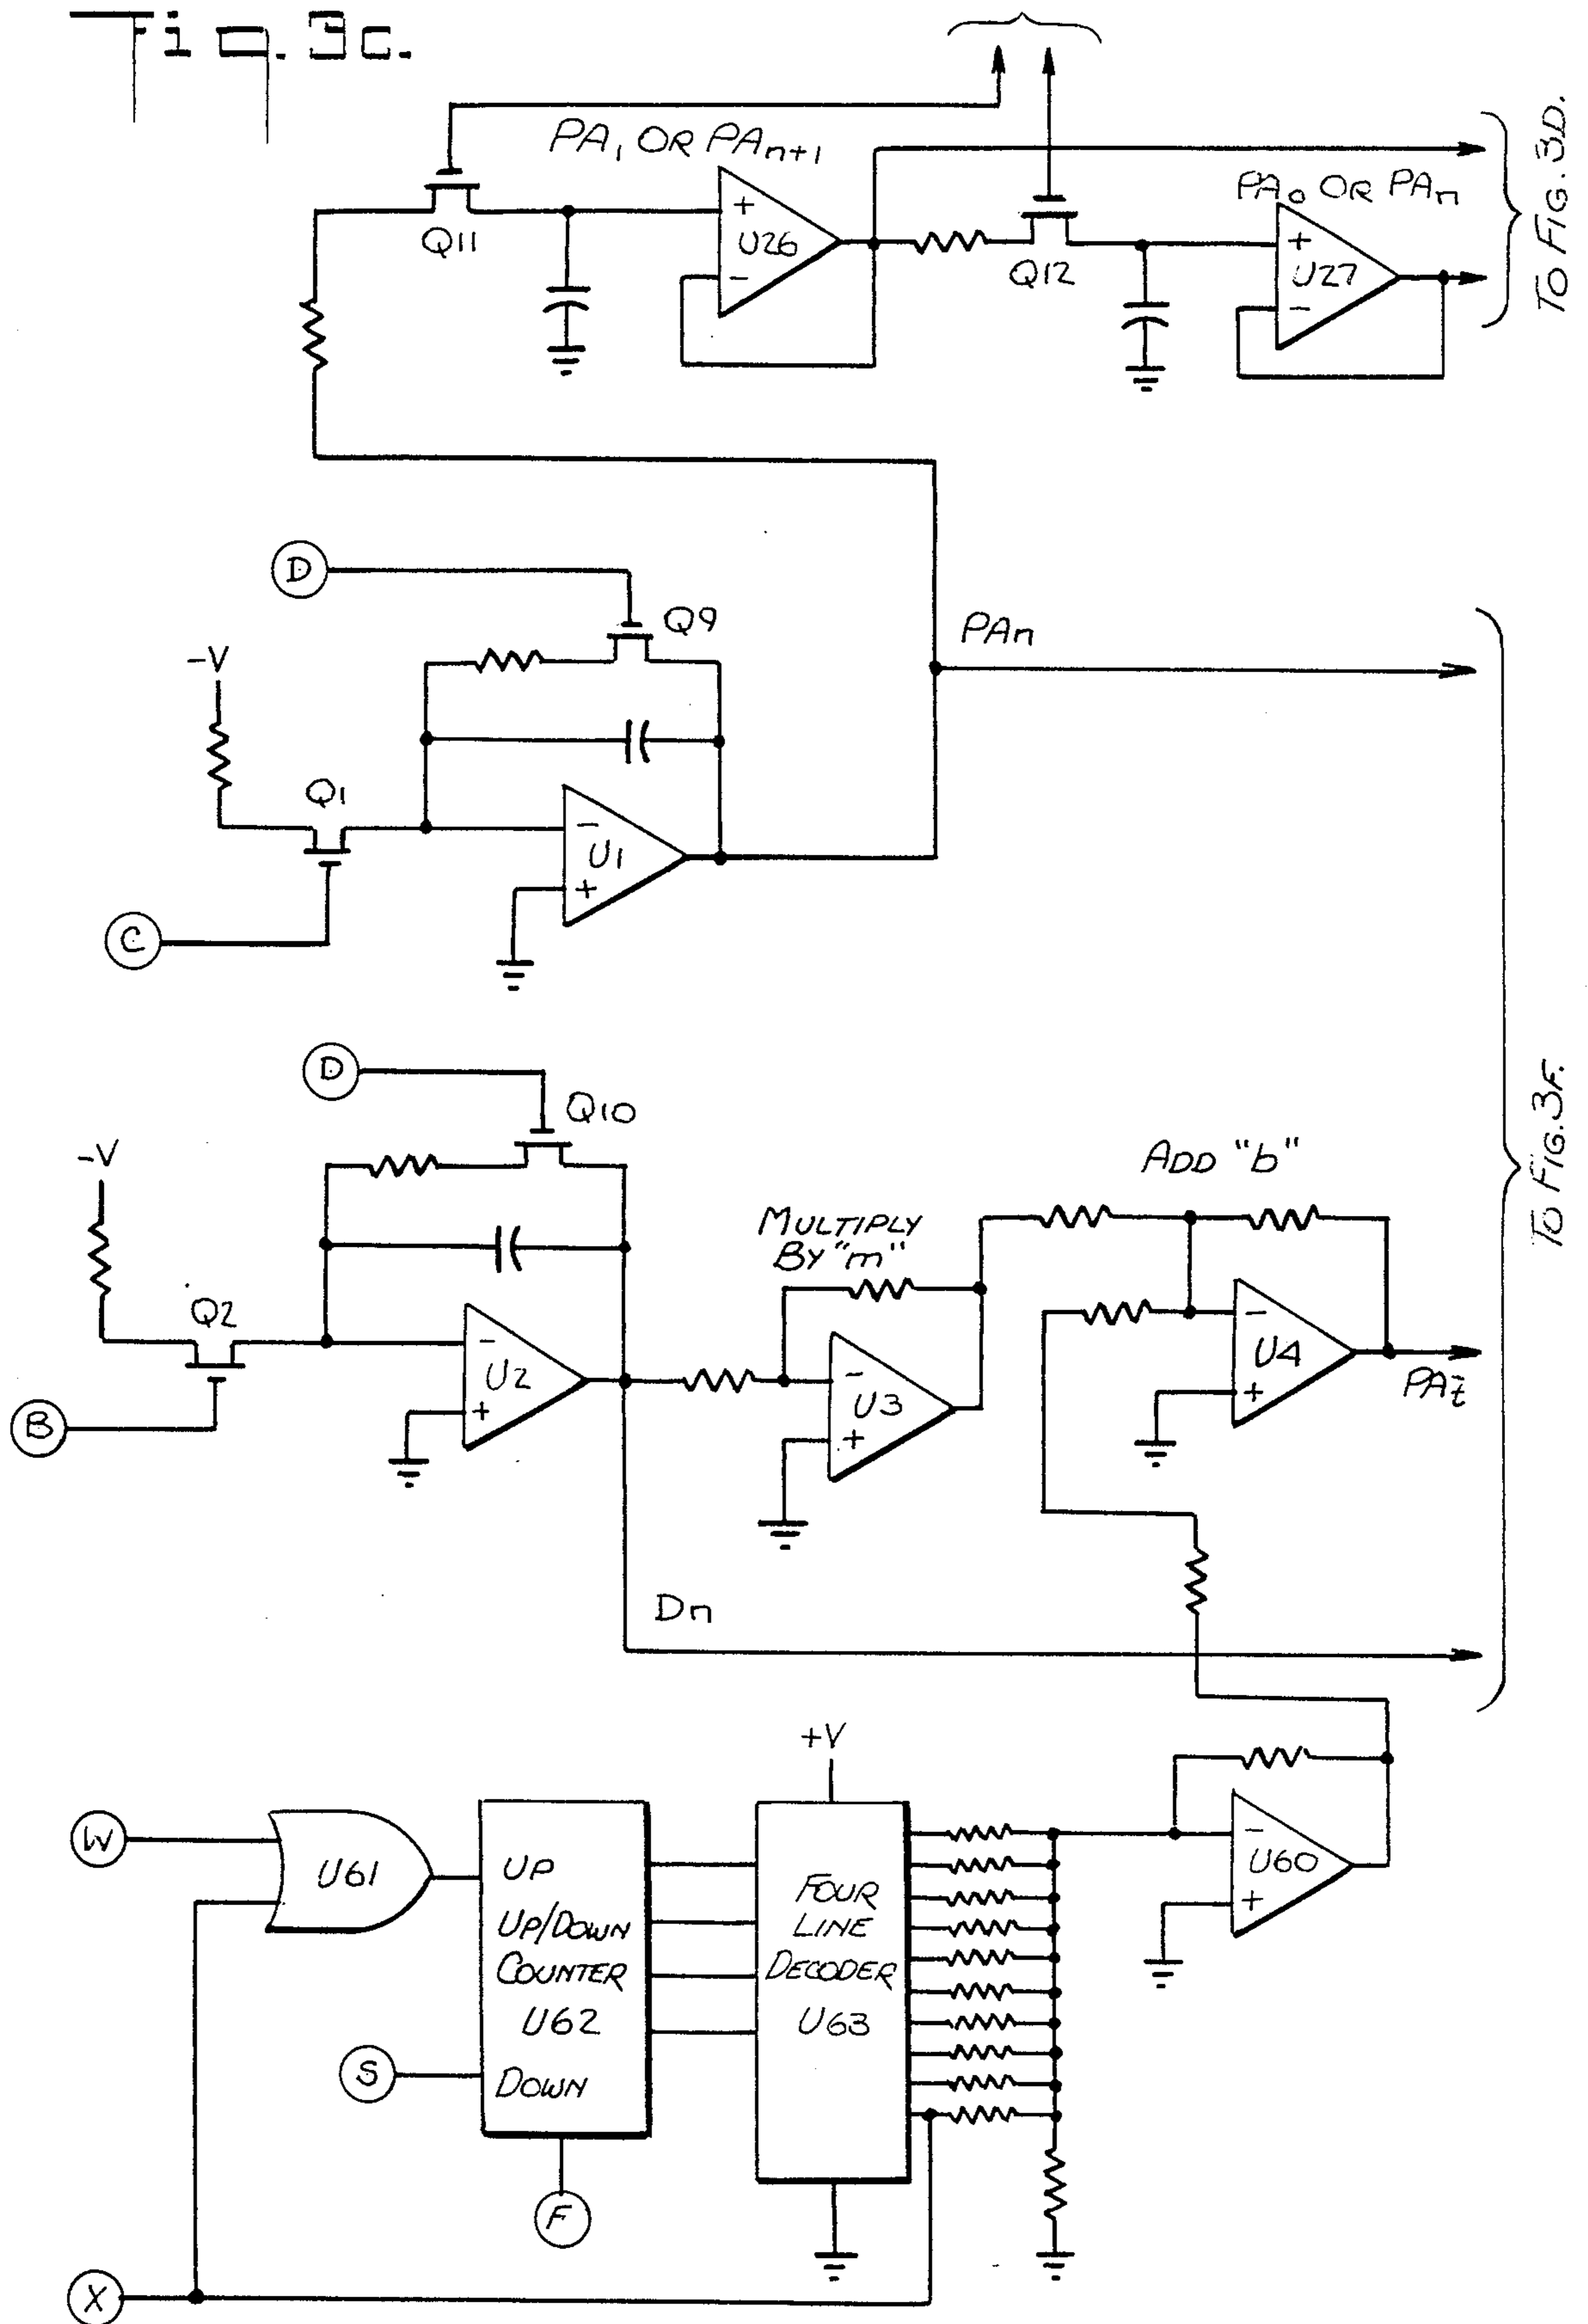 Fig. 3c.
PA1 OR PAn+1
PA0 OR PAn
+
U26
-
Q11
Q12
+
U27
-
TO FIG. 3D.
D
Q9
PAn
-V
Q1
-
U1
+
C
D
Q10
-V
ADD "b"
MULTIPLY
BY "m"
Q2
-
U2
+
-
U3
+
-
U4
+
PAt̄
B
TO FIG. 3F.
Dn
+V
W
U61
UP
UP/DOWN
COUNTER
U62
DOWN
FOUR
LINE
DECODER
U63
-
U60
+
S
F
X